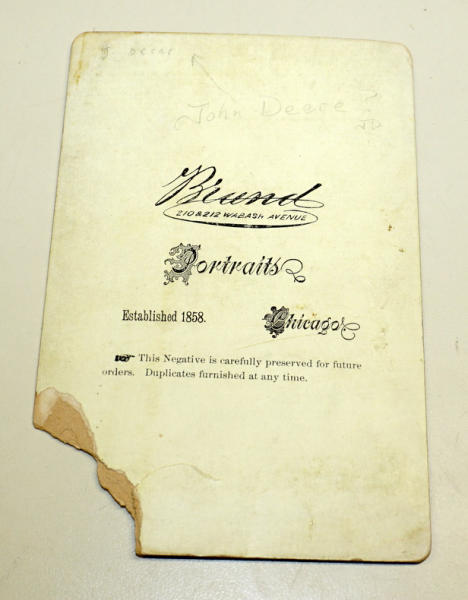 J Deere
John Deere ?
JD
Brand
210 & 212 WABASH AVENUE
Portraits
Established 1858.
Chicago
☞ This Negative is carefully preserved for future
orders. Duplicates furnished at any time.